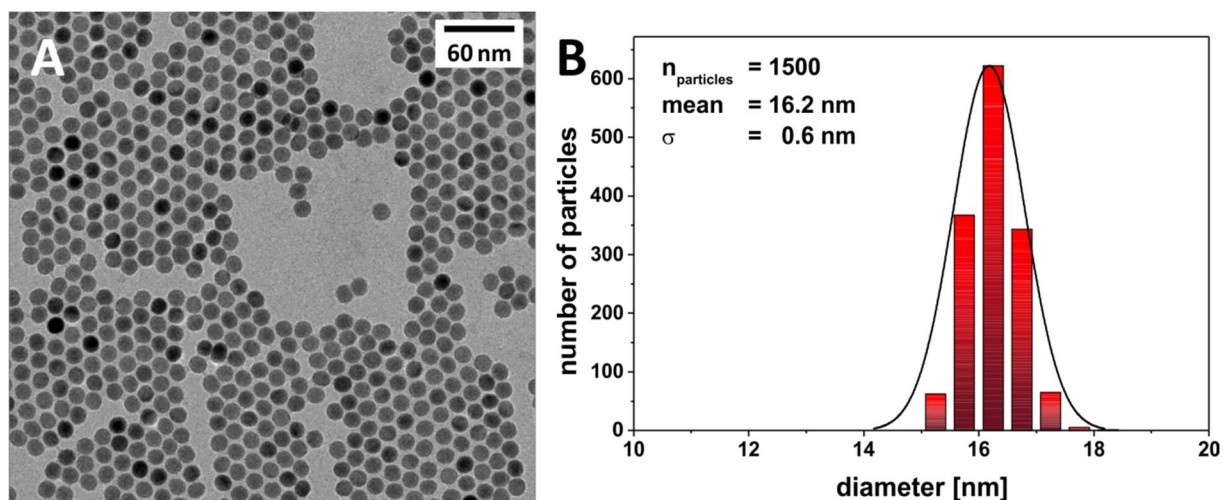 A
60 nm
B
n_particles = 1500
mean = 16.2 nm
σ = 0.6 nm
number of particles
600
500
400
300
200
100
0
10
12
14
16
18
20
diameter [nm]